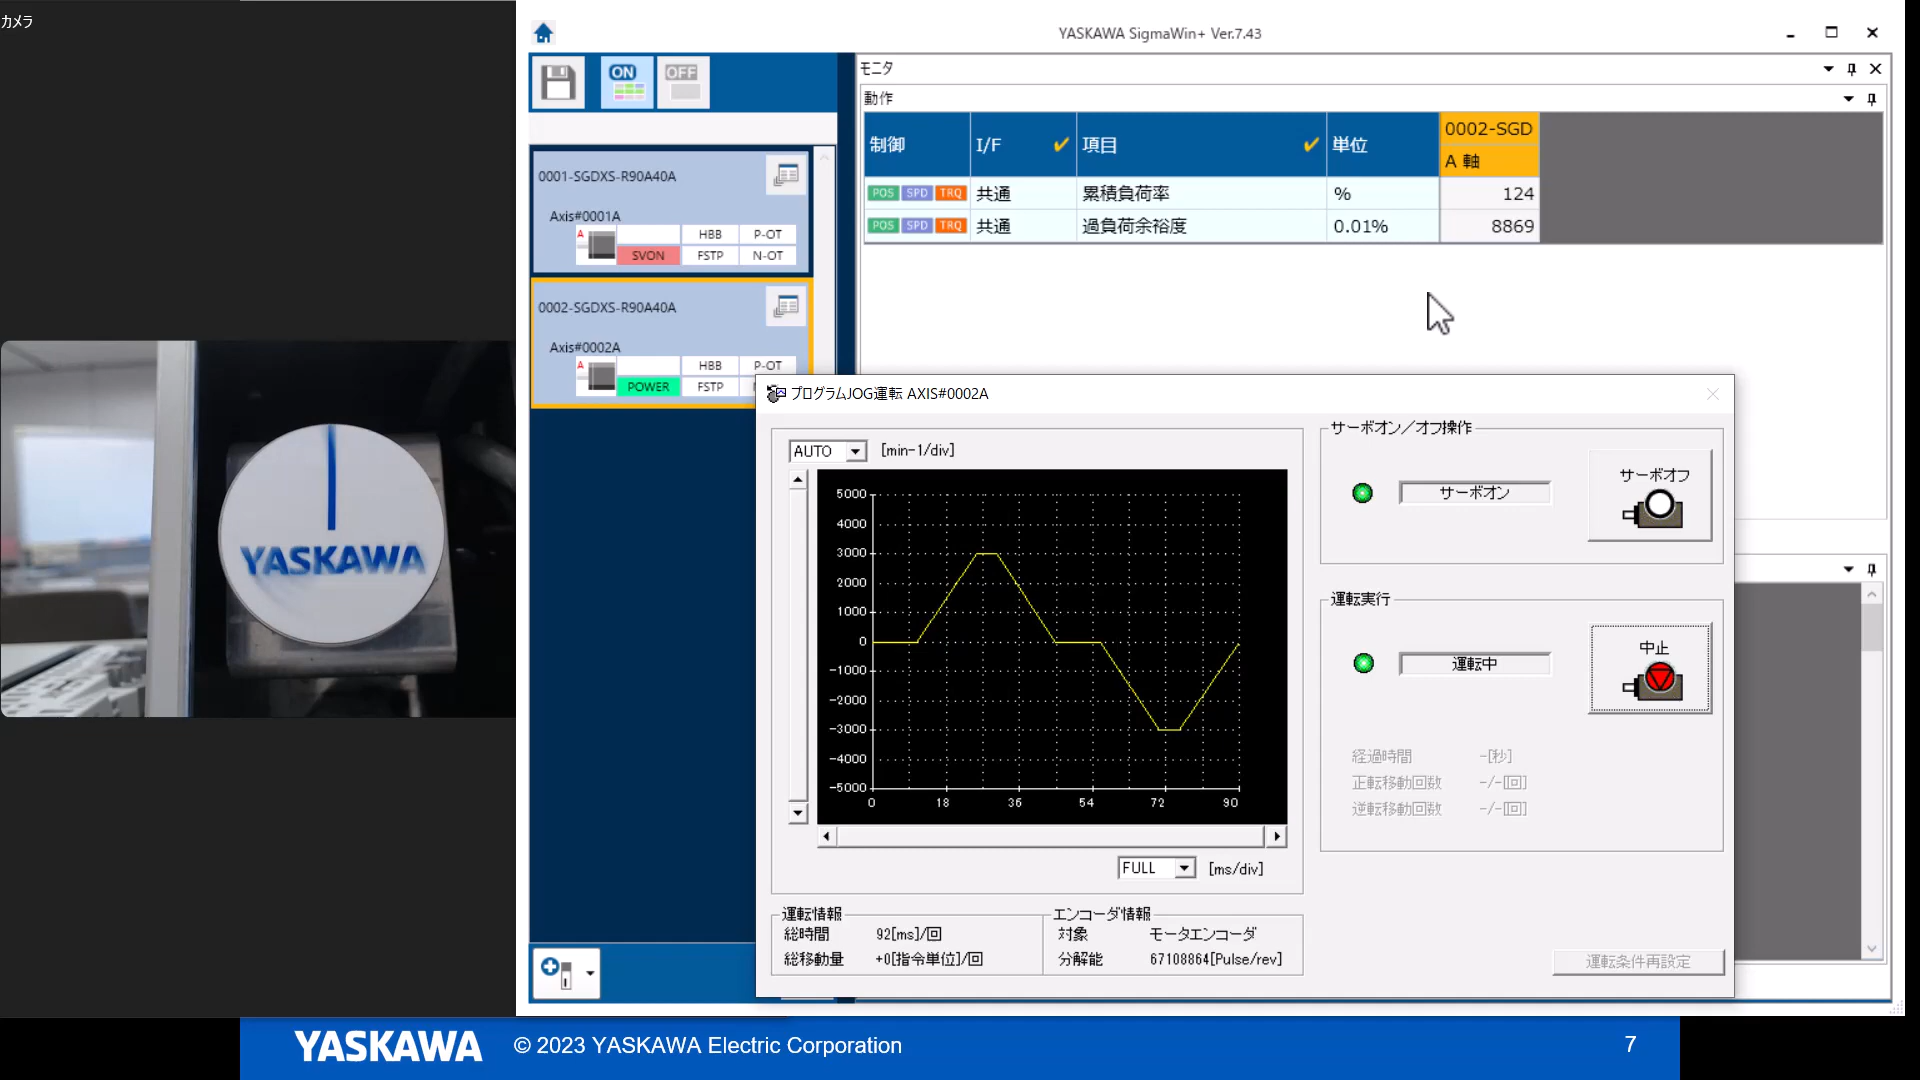 カメラ
YASKAWA
YASKAWA SigmaWin+ Ver.7.43
ON
OFF
0001-SGDXS-R90A40A
Axis#0001A
A
HBB
P-OT
SVON
FSTP
N-OT
0002-SGDXS-R90A40A
Axis#0002A
A
HBB
P-OT
POWER
FSTP
モニタ
動作
制御
I/F
項目
単位
0002-SGD
A 軸
POS SPD TRQ 共通 累積負荷率 % 124
POS SPD TRQ 共通 過負荷余裕度 0.01% 8869
プログラムJOG運転 AXIS#0002A
AUTO
[min-1/div]
5000
4000
3000
2000
1000
0
-1000
-2000
-3000
-4000
-5000
0 18 36 54 72 90
FULL
[ms/div]
運転情報
総時間 92[ms]/回
総移動量 +0[指令単位]/回
エンコーダ情報
対象 モータエンコーダ
分解能 67108864[Pulse/rev]
サーボオン／オフ操作
サーボオン
サーボオフ
運転実行
運転中
中止
経過時間 -[秒]
正転移動回数 -/-[回]
逆転移動回数 -/-[回]
運転条件再設定
YASKAWA
© 2023 YASKAWA Electric Corporation
7